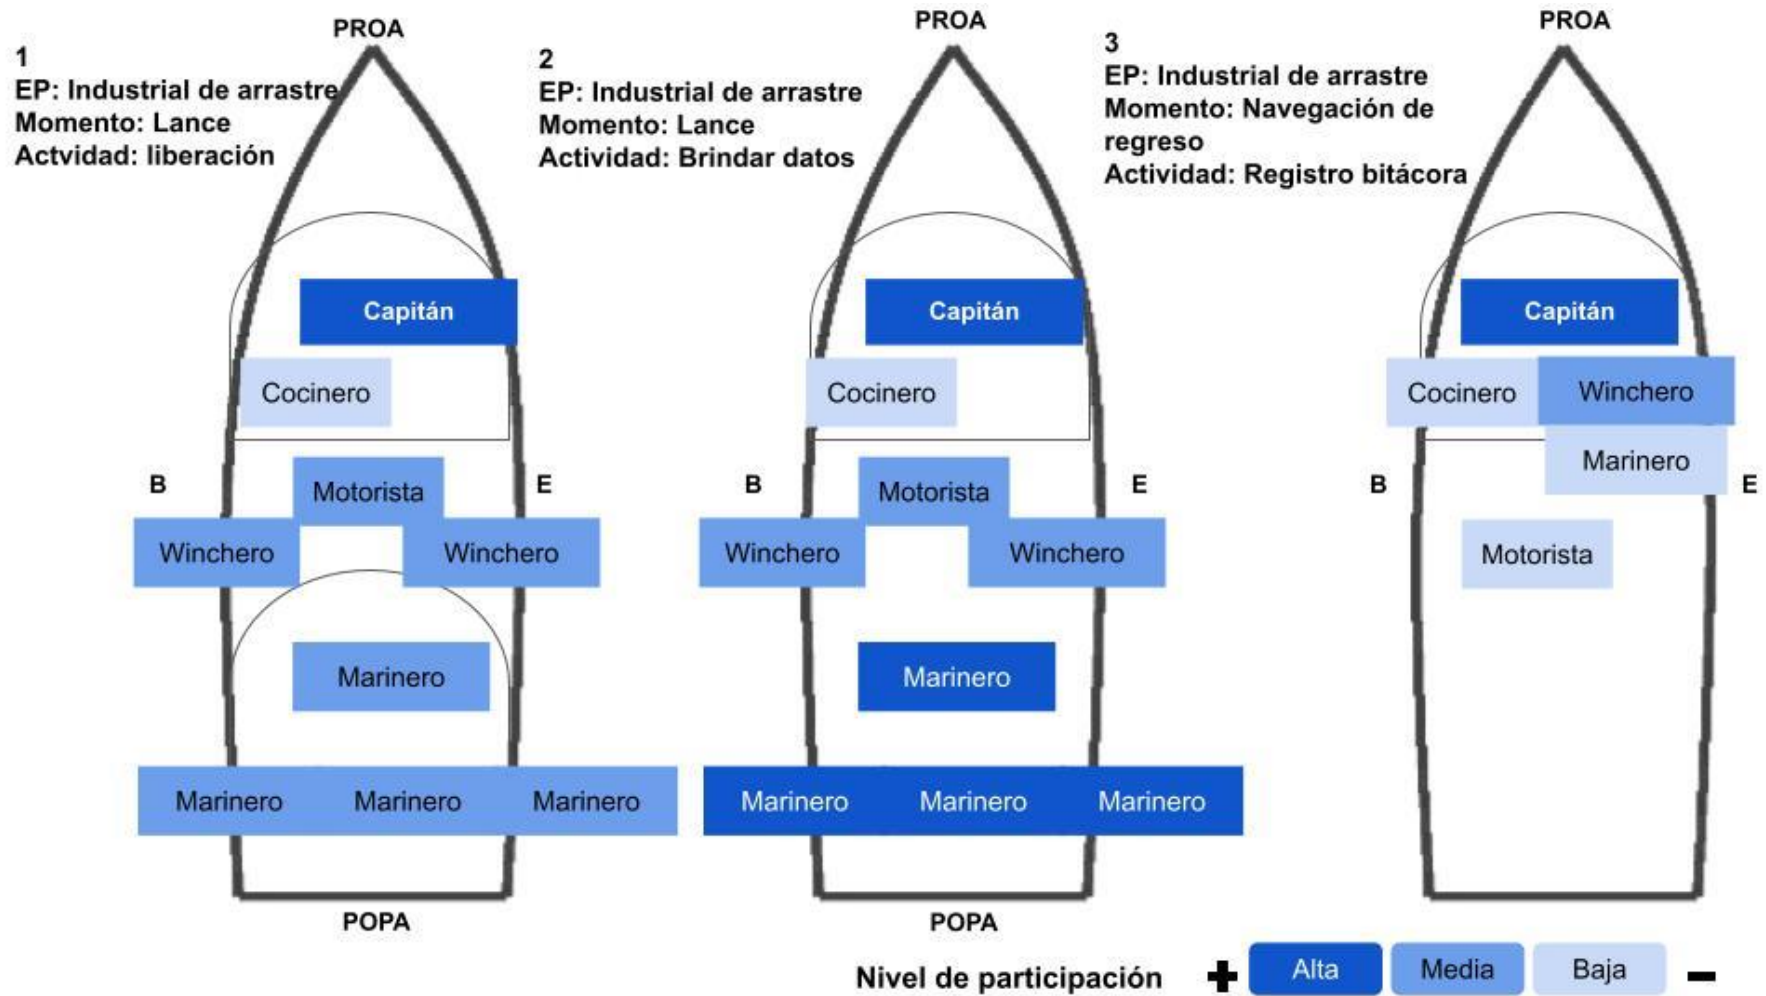 PROA
1
EP: Industrial de arrastre
Momento: Lance
Actvidad: liberación
Capitán
Cocinero
B
Motorista
E
Winchero
Winchero
Marinero
Marinero
Marinero
Marinero
POPA
PROA
2
EP: Industrial de arrastre
Momento: Lance
Actividad: Brindar datos
Capitán
Cocinero
B
Motorista
E
Winchero
Winchero
Marinero
Marinero
Marinero
Marinero
POPA
PROA
3
EP: Industrial de arrastre
Momento: Navegación de
regreso
Actividad: Registro bitácora
Capitán
Cocinero
Winchero
Marinero
B
E
Motorista
Nivel de participación
+
Alta
Media
Baja
−